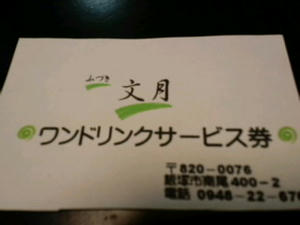 ふづき
文月
ワンドリンクサービス券
〒820-0076
飯塚市南尾400-2
電話 0948-22-676